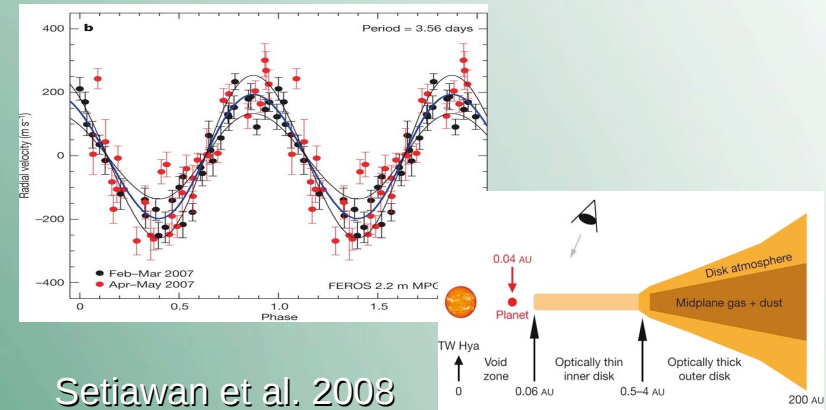 b
Period = 3.56 days
400
200
0
−200
−400
Radial velocity (m s⁻¹)
Feb–Mar 2007
Apr–May 2007
FEROS 2.2 m MPG
0
0.5
1.0
1.5
Phase
0.04 AU
Planet
Disk atmosphere
Midplane gas + dust
TW Hya
Void
zone
Optically thin
inner disk
Optically thick
outer disk
0
0.06 AU
0.5–4 AU
200 AU
Setiawan et al. 2008